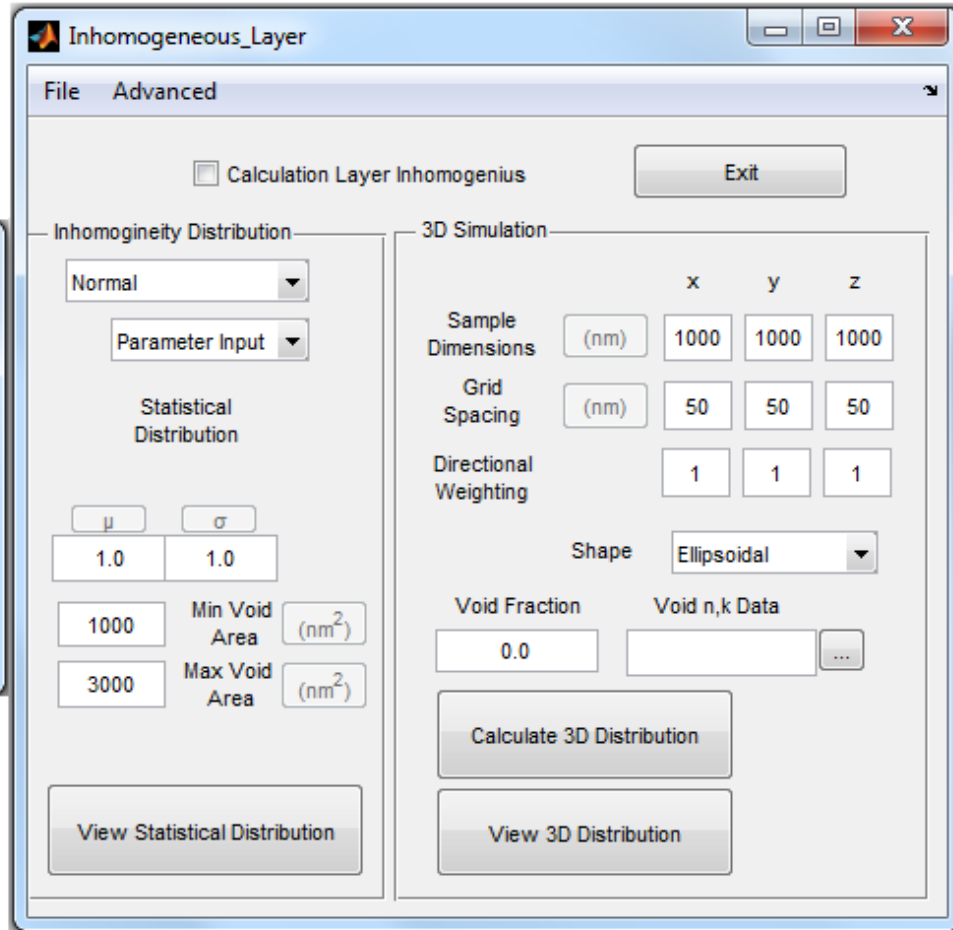 Inhomogeneous_Layer
File Advanced
Calculation Layer Inhomogenius
Exit
Inhomogineity Distribution
Normal
Parameter Input
Statistical
Distribution
μ σ
1.0 1.0
1000 Min Void
Area (nm2)
3000 Max Void
Area (nm2)
View Statistical Distribution
3D Simulation
x y z
Sample
Dimensions (nm) 1000 1000 1000
Grid
Spacing (nm) 50 50 50
Directional
Weighting 1 1 1
Shape Ellipsoidal
Void Fraction Void n,k Data
0.0 ...
Calculate 3D Distribution
View 3D Distribution